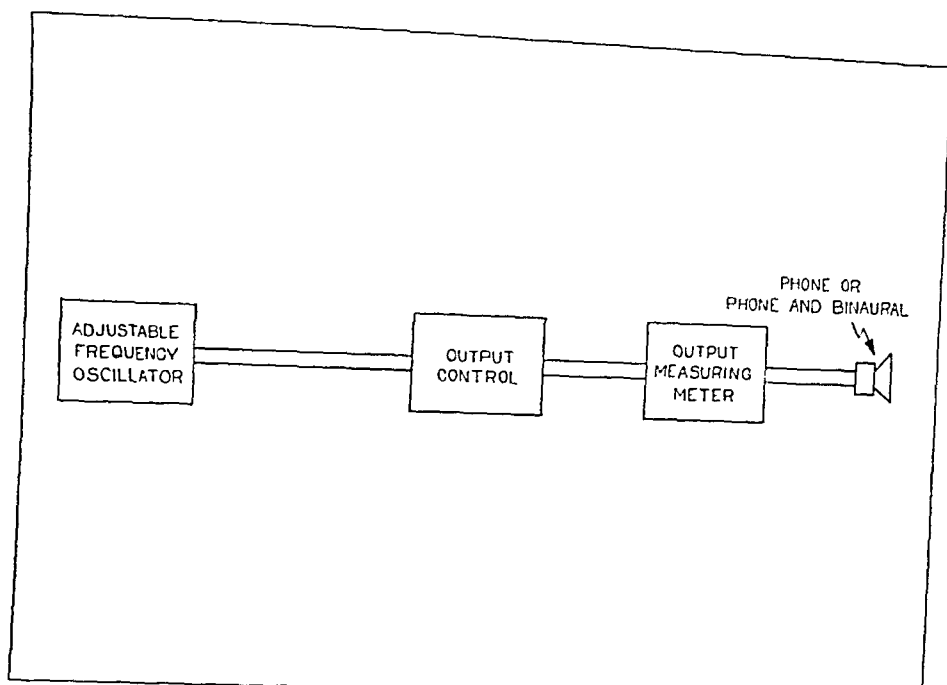 PHONE OR
PHONE AND BINAURAL
ADJUSTABLE
FREQUENCY
OSCILLATOR
OUTPUT
CONTROL
OUTPUT
MEASURING
METER